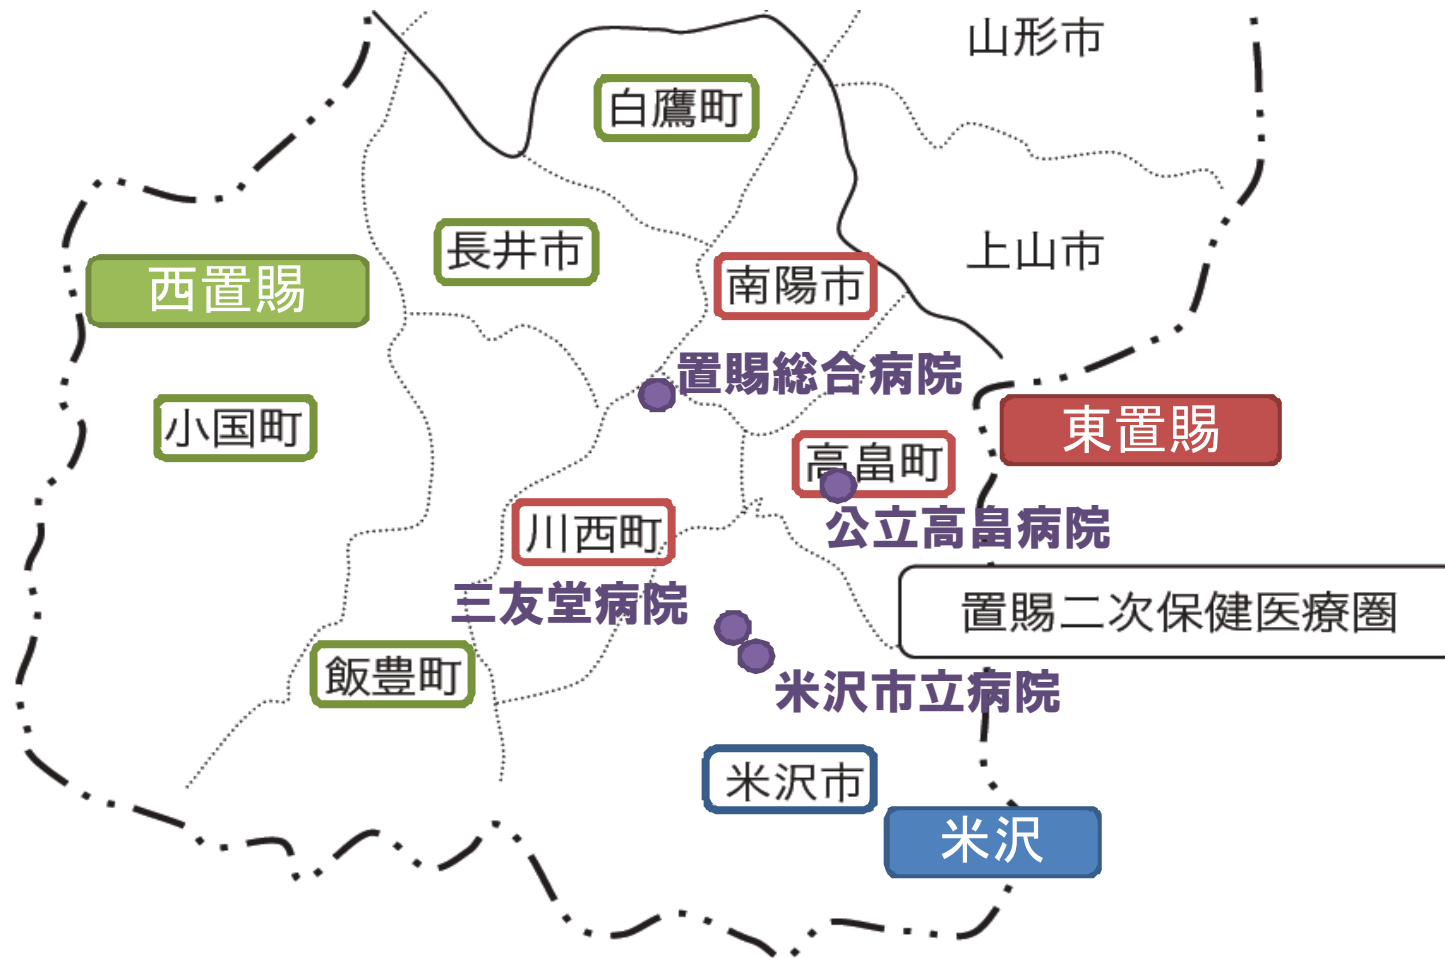 山形市
白鷹町
長井市
上山市
西置賜
南陽市
置賜総合病院
小国町
東置賜
高畠町
川西町
公立高畠病院
三友堂病院
置賜二次保健医療圏
飯豊町
米沢市立病院
米沢市
米沢